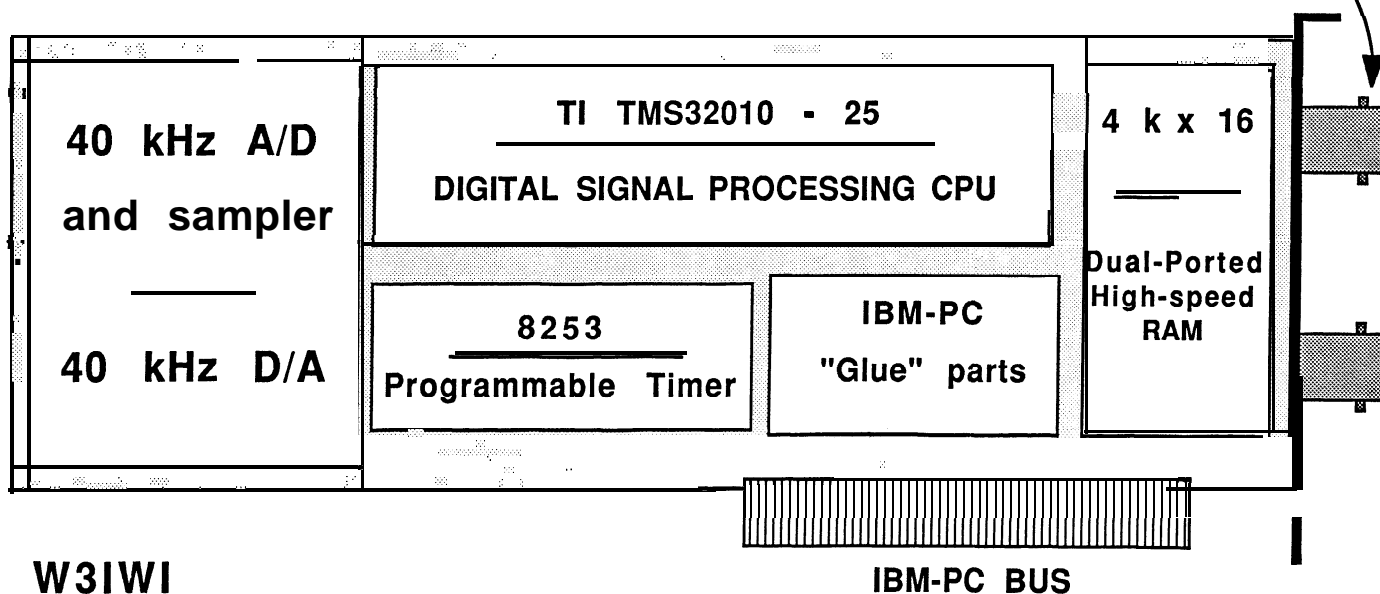 40 kHz A/D
and sampler
40 kHz D/A
TI TMS32010 - 25
DIGITAL SIGNAL PROCESSING CPU
8253
Programmable Timer
IBM-PC
"Glue" parts
4 k x 16
Dual-Ported
High-speed
RAM
W3IWI
IBM-PC BUS